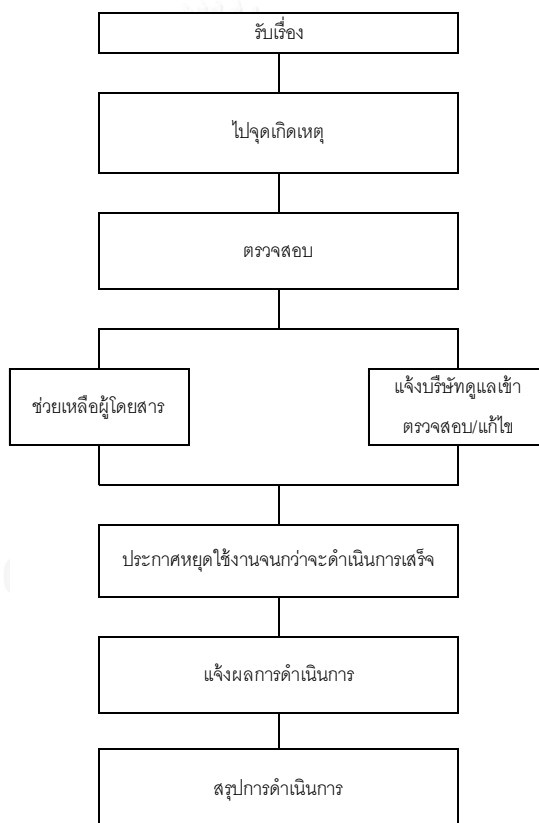 รับเรื่อง
ไปจุดเกิดเหตุ
ตรวจสอบ
ช่วยเหลือผู้โดยสาร
แจ้งบริษัทดูแลเข้า
ตรวจสอบ/แก้ไข
ประกาศหยุดใช้งานจนกว่าจะดำเนินการเสร็จ
แจ้งผลการดำเนินการ
สรุปการดำเนินการ